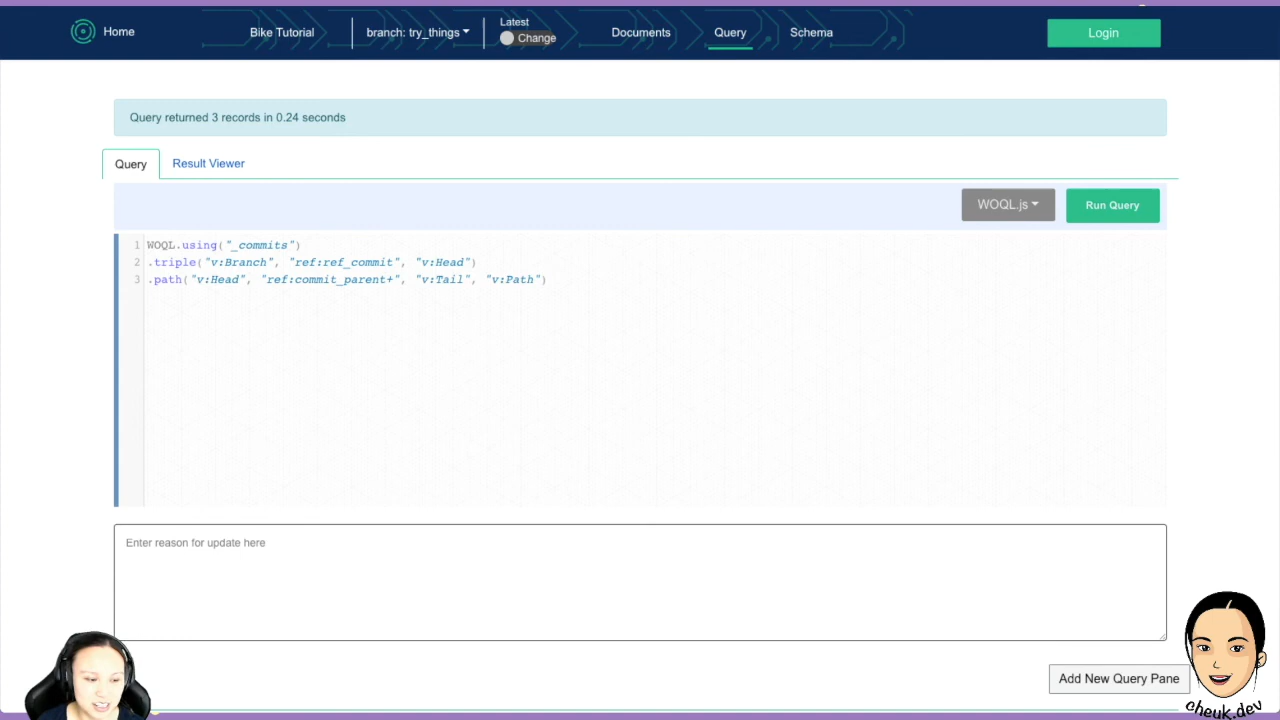 Home
Bike Tutorial
branch: try_things
Latest
Change
Documents
Query
Schema
Login
Query returned 3 records in 0.24 seconds
Query
Result Viewer
WOQL.js
Run Query
1 WOQL.using("_commits")
2 .triple("v:Branch", "ref:ref_commit", "v:Head")
3 .path("v:Head", "ref:commit_parent+", "v:Tail", "v:Path")
Enter reason for update here
Add New Query Pane
cheuk.dev